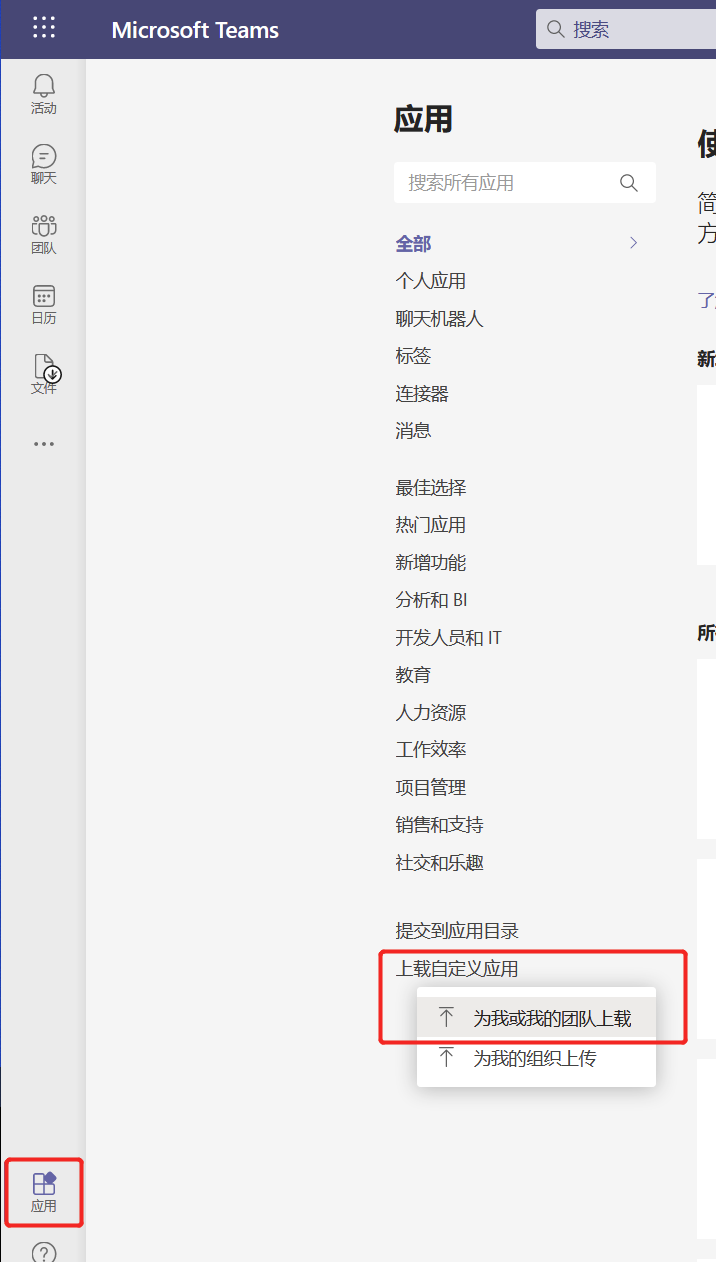 Microsoft Teams
搜索
活动
聊天
团队
日历
文件
应用
搜索所有应用
全部
个人应用
聊天机器人
标签
连接器
消息
最佳选择
热门应用
新增功能
分析和 BI
开发人员和 IT
教育
人力资源
工作效率
项目管理
销售和支持
社交和乐趣
提交到应用目录
上载自定义应用
为我或我的团队上载
为我的组织上传
应用
简
方
了
新
所